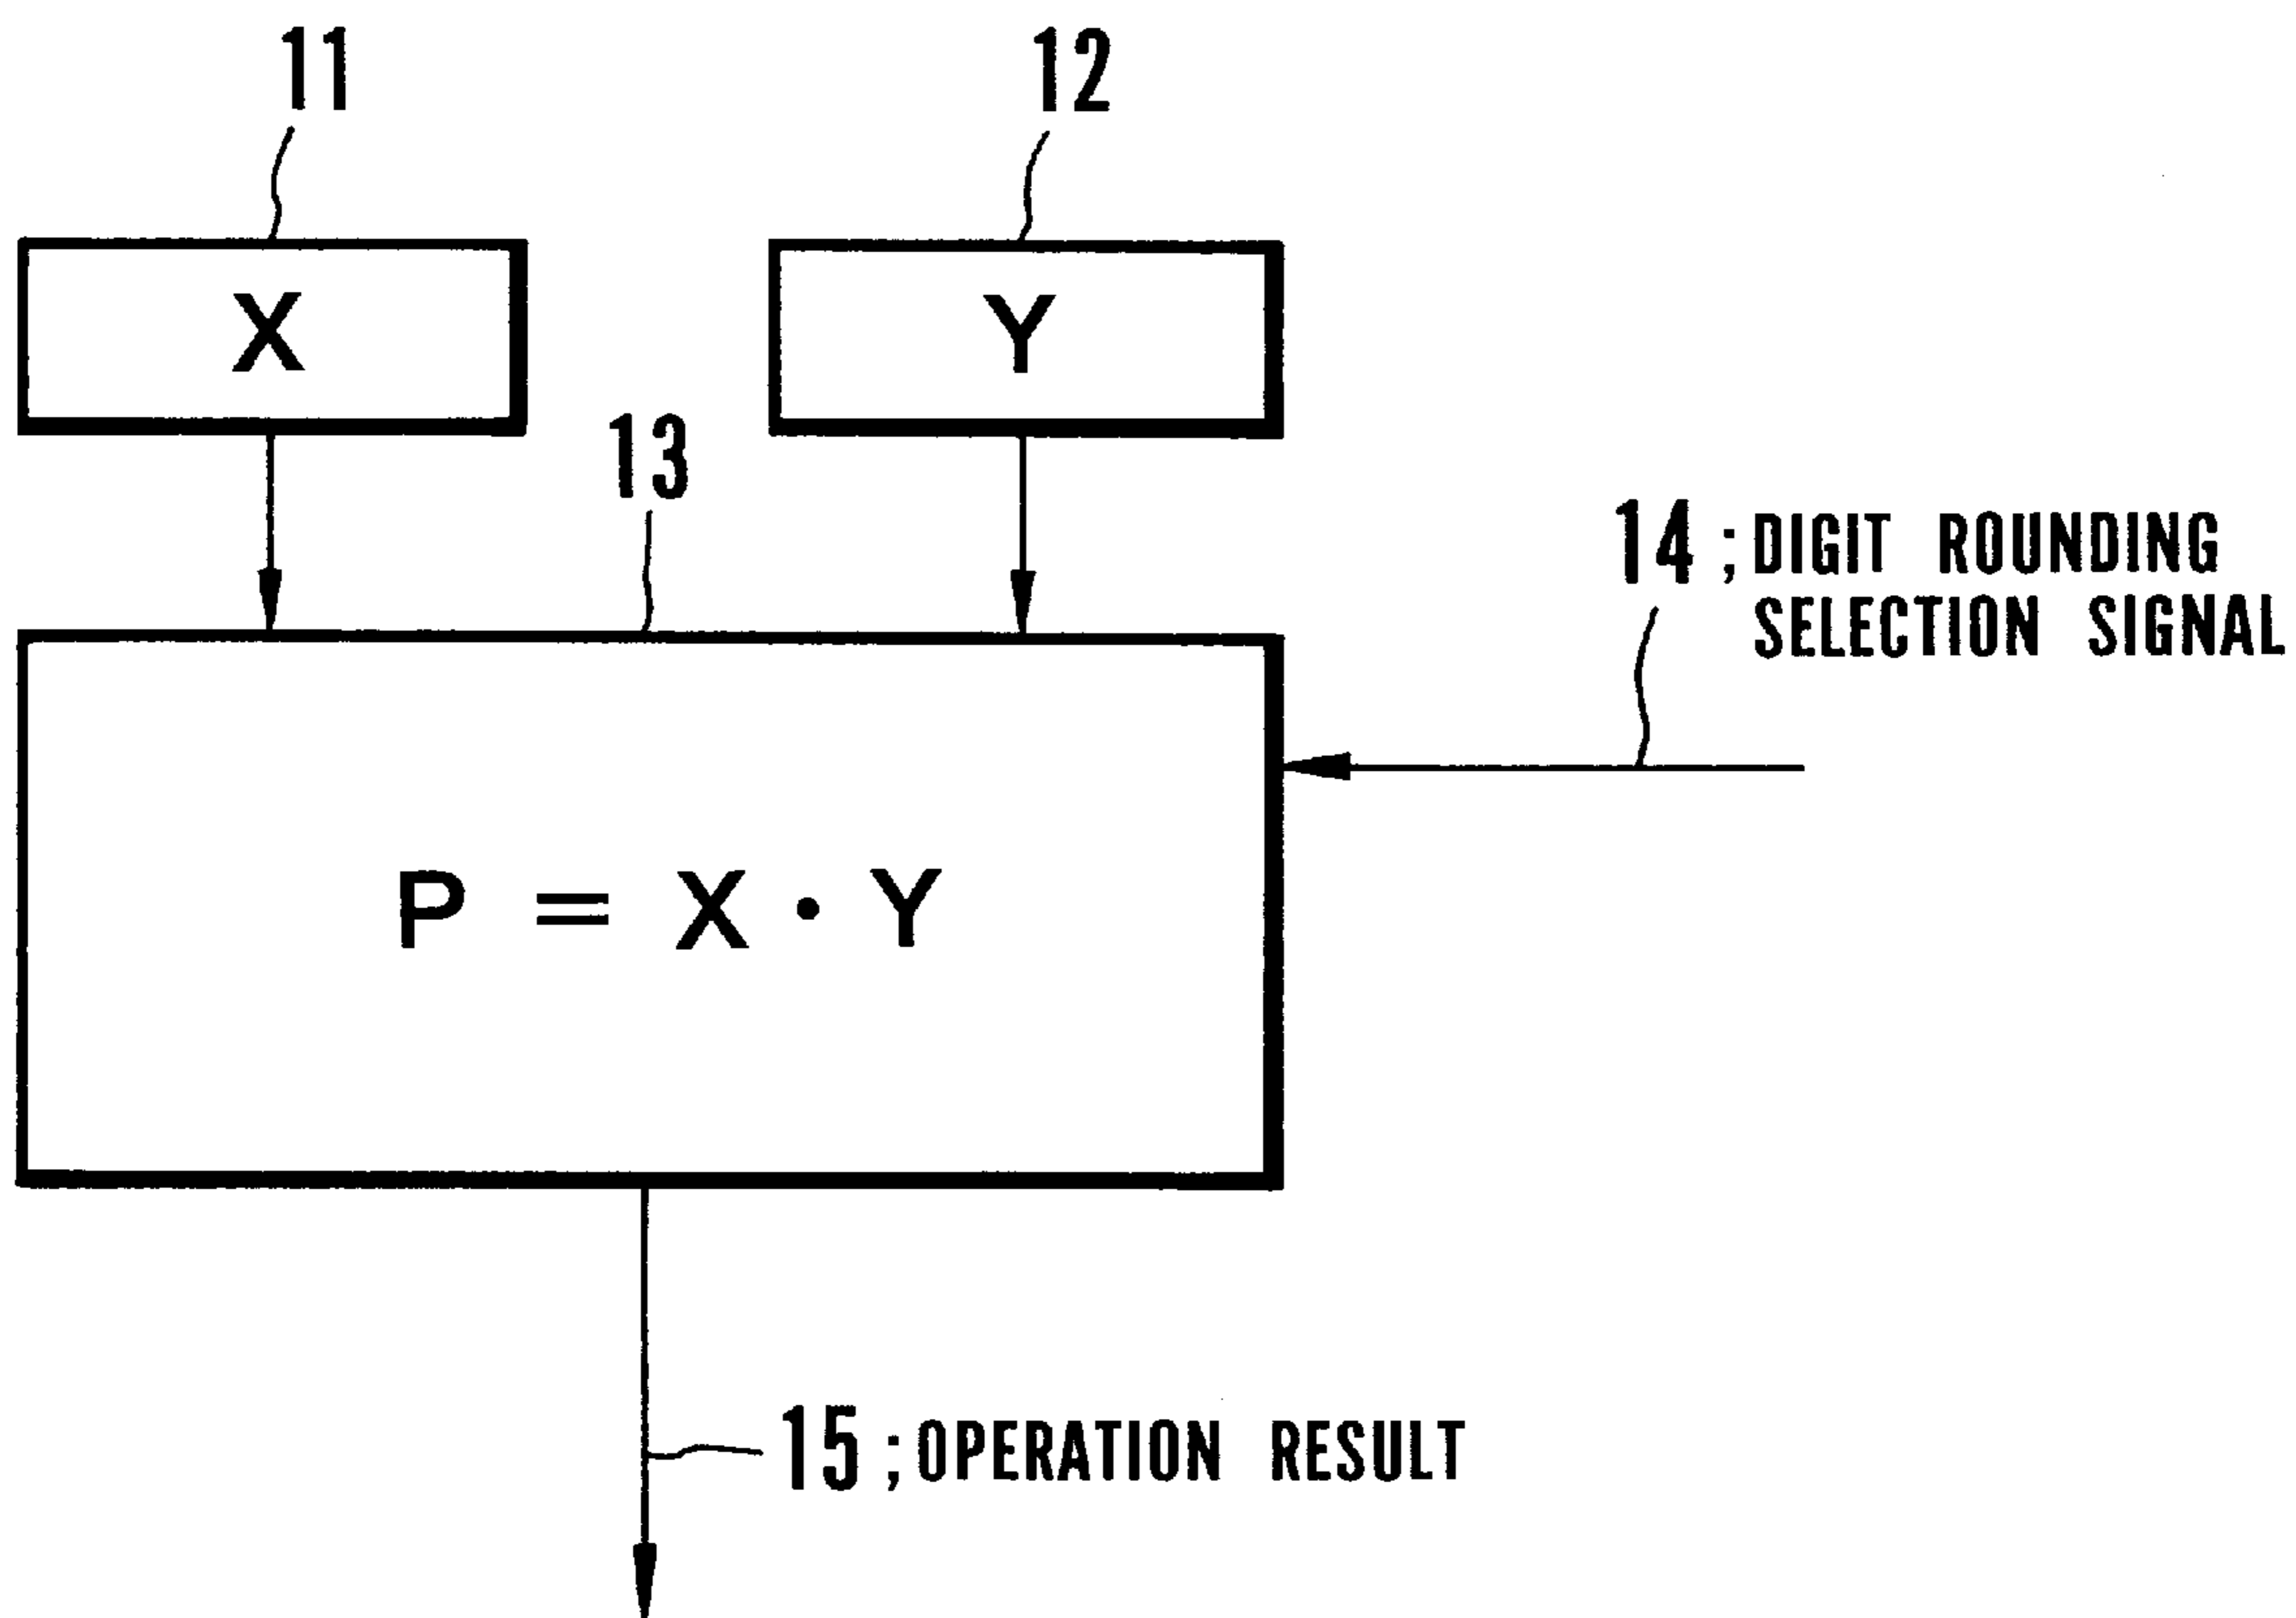 11
12
X
Y
13
14 ; DIGIT ROUNDING
SELECTION SIGNAL
P = X · Y
15 ; OPERATION RESULT